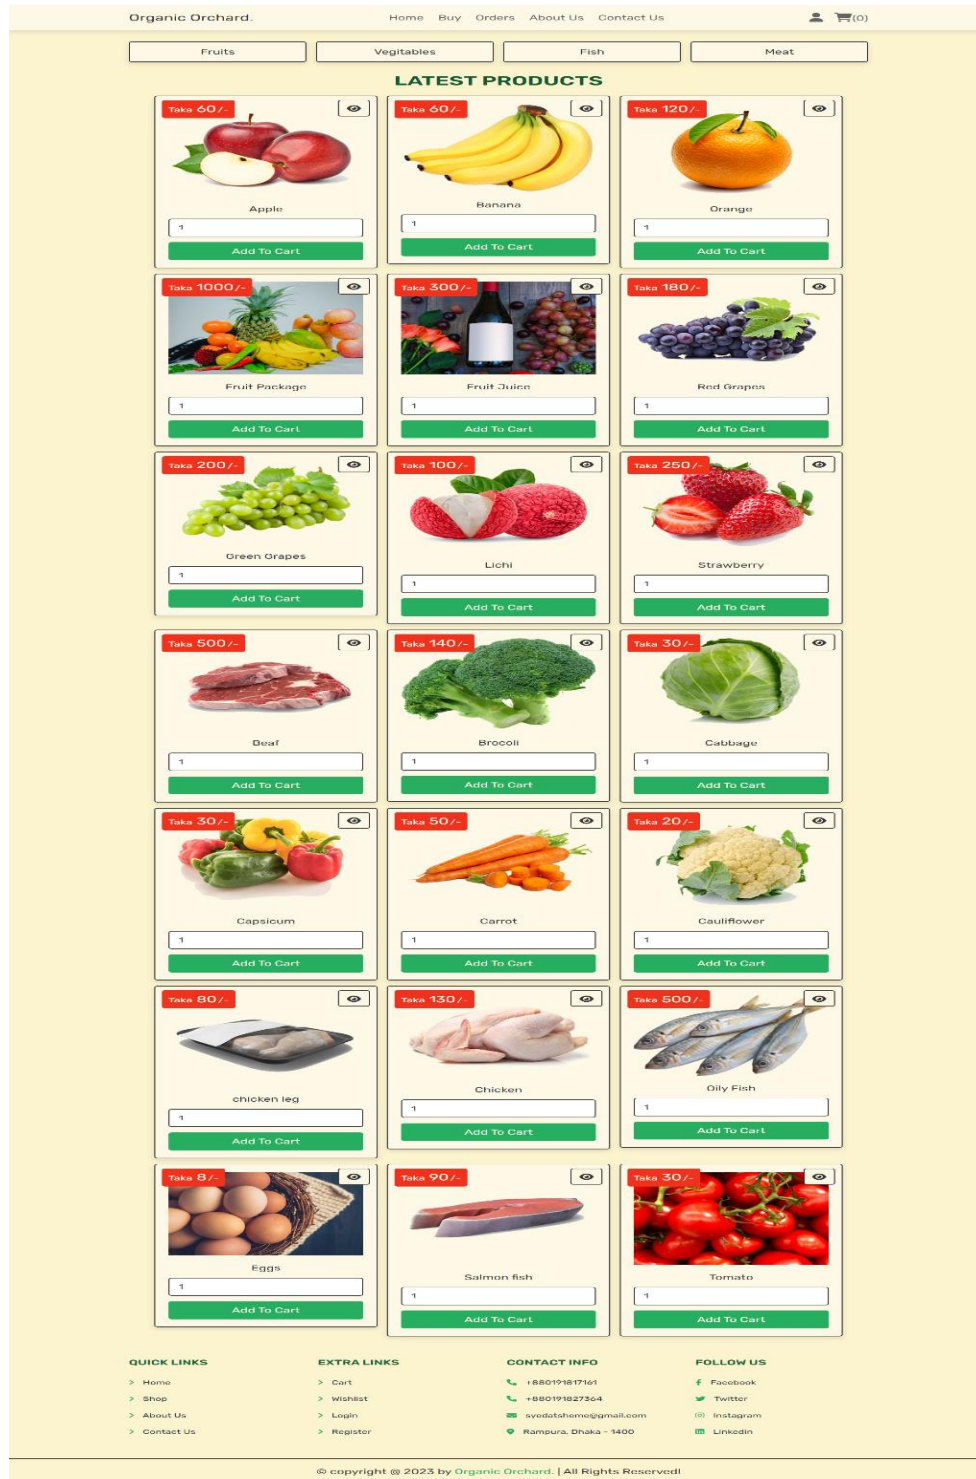 Organic Orchard. Home Buy Orders About Us Contact Us (0)
Fruits Vegitables Fish Meat
LATEST PRODUCTS
Taka 60/- Taka 60/- Taka 120/-
Apple Banana Orange
1 1 1
Add To Cart Add To Cart Add To Cart
Taka 1000/- Taka 300/- Taka 180/-
Fruit Package Fruit Juice Red Grapes
1 1 1
Add To Cart Add To Cart Add To Cart
Taka 200/- Taka 100/- Taka 250/-
Green Grapes Lichi Strawberry
1 1 1
Add To Cart Add To Cart Add To Cart
Taka 500/- Taka 140/- Taka 30/-
Beaf Brocoli Cabbage
1 1 1
Add To Cart Add To Cart Add To Cart
Taka 30/- Taka 50/- Taka 20/-
Capsicum Carrot Cauliflower
1 1 1
Add To Cart Add To Cart Add To Cart
Taka 80/- Taka 130/- Taka 500/-
chicken leg Chicken Oily Fish
1 1 1
Add To Cart Add To Cart Add To Cart
Taka 8/- Taka 90/- Taka 30/-
Eggs Salmon fish Tomato
1 1 1
Add To Cart Add To Cart Add To Cart
QUICK LINKS EXTRA LINKS CONTACT INFO FOLLOW US
> Home > Cart +880191817161 Facebook
> Shop > Wishlist +880191827364 Twitter
> About Us > Login syedatsheme@gmail.com Instagram
> Contact Us > Register Rampura, Dhaka - 1400 Linkedin
© copyright @ 2023 by Organic Orchard. | All Rights Reserved!